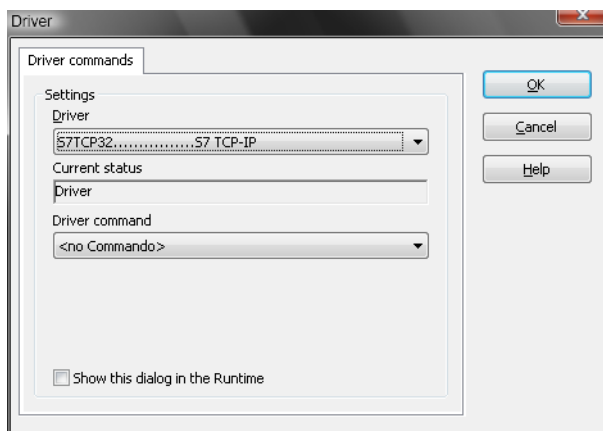 Driver
Driver commands
OK
Settings
Driver
S7TCP32................S7 TCP-IP
Cancel
Current status
Driver
Help
Driver command
<no Commando>
Show this dialog in the Runtime